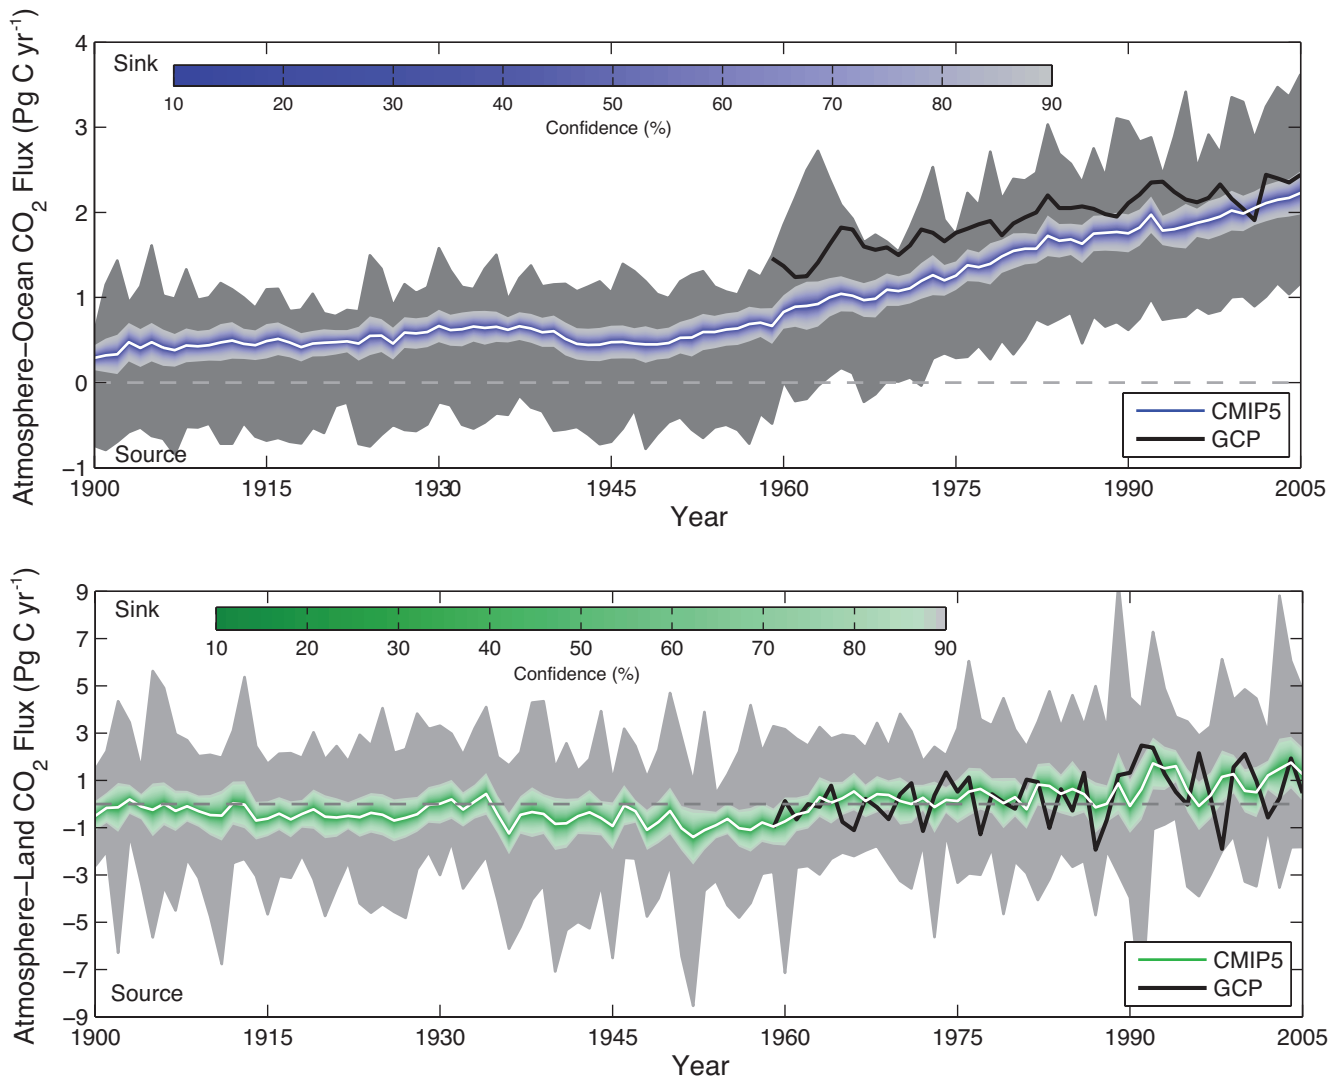 Atmosphere–Ocean CO2 Flux (Pg C yr-1)
4
3
2
1
0
–1
Sink
10 20 30 40 50 60 70 80 90
Confidence (%)
Source
CMIP5
GCP
1900 1915 1930 1945 1960 1975 1990 2005
Year
Atmosphere–Land CO2 Flux (Pg C yr-1)
9
7
5
3
1
–1
–3
–5
–7
–9
Sink
10 20 30 40 50 60 70 80 90
Confidence (%)
Source
CMIP5
GCP
1900 1915 1930 1945 1960 1975 1990 2005
Year